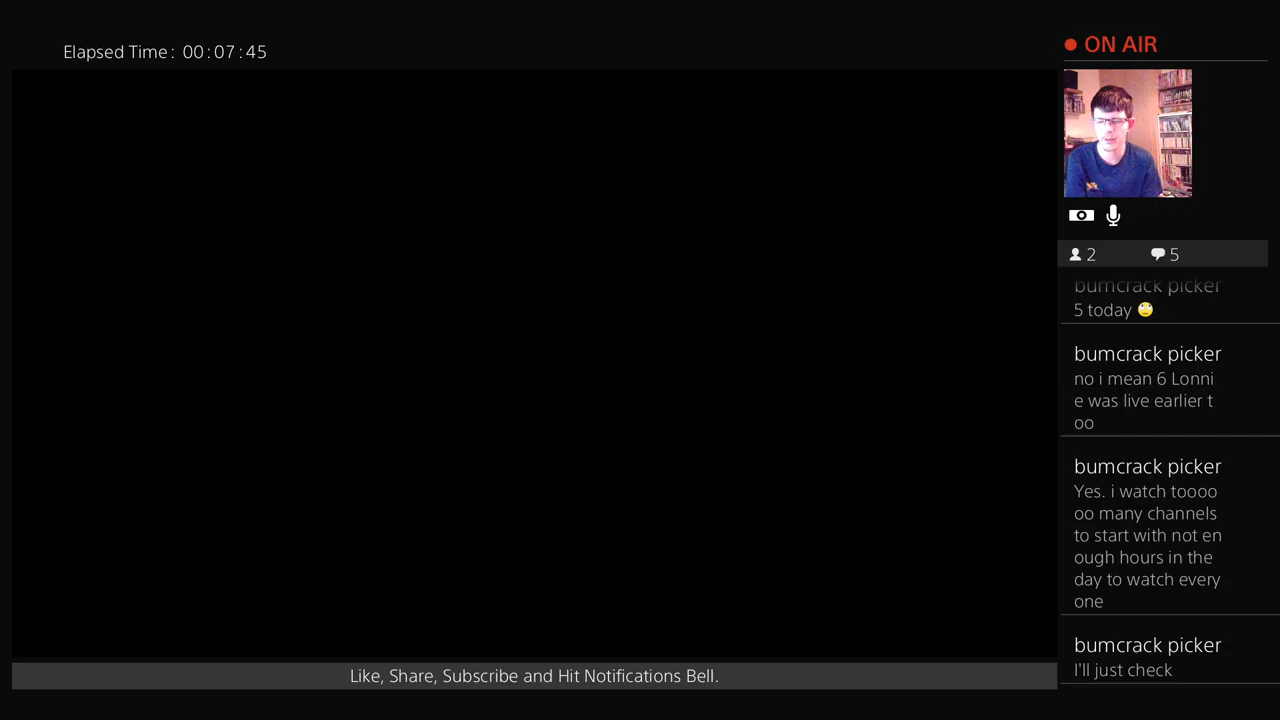 Elapsed Time: 00:07:45
ON AIR
2 5
bumcrack picker
5 today 🙄
bumcrack picker
no i mean 6 Lonni
e was live earlier t
oo
bumcrack picker
Yes. i watch toooo
oo many channels
to start with not en
ough hours in the
day to watch every
one
bumcrack picker
I'll just check
Like, Share, Subscribe and Hit Notifications Bell.